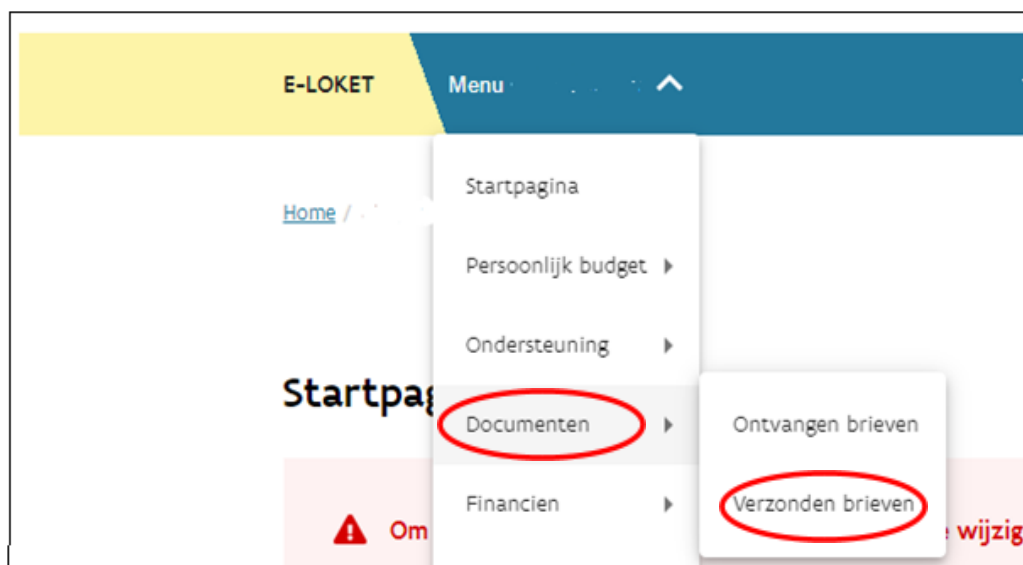 E-LOKET
Menu
Startpagina
Home /
Persoonlijk budget
Ondersteuning
Startpag
Documenten
Ontvangen brieven
Financien
Verzonden brieven
Om
wijzig